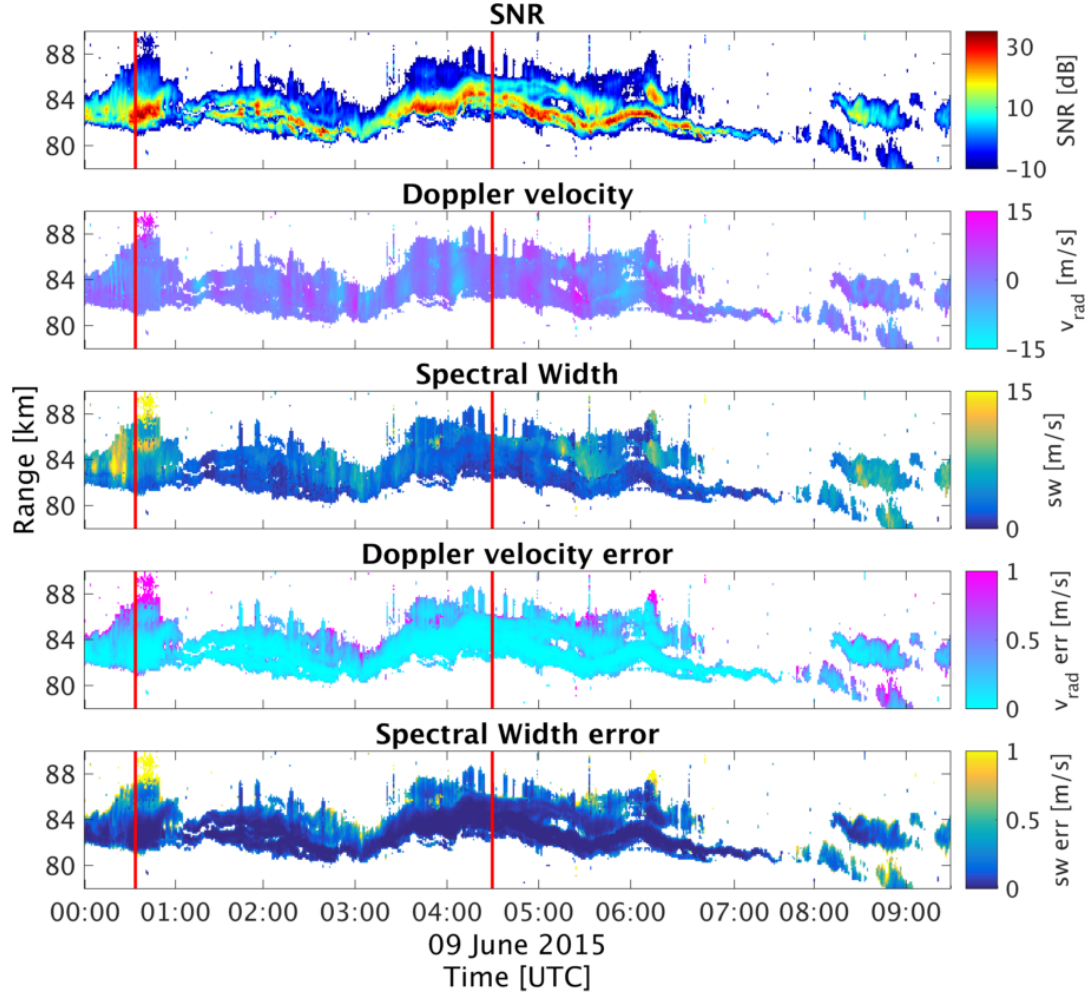 SNR
88
84
80
30
10
−10
SNR [dB]
Doppler velocity
88
84
80
15
0
−15
v_rad [m/s]
Spectral Width
88
84
80
15
0
sw [m/s]
Range [km]
Doppler velocity error
88
84
80
1
0.5
0
v_rad err [m/s]
Spectral Width error
88
84
80
1
0.5
0
sw err [m/s]
00:00 01:00 02:00 03:00 04:00 05:00 06:00 07:00 08:00 09:00
09 June 2015
Time [UTC]